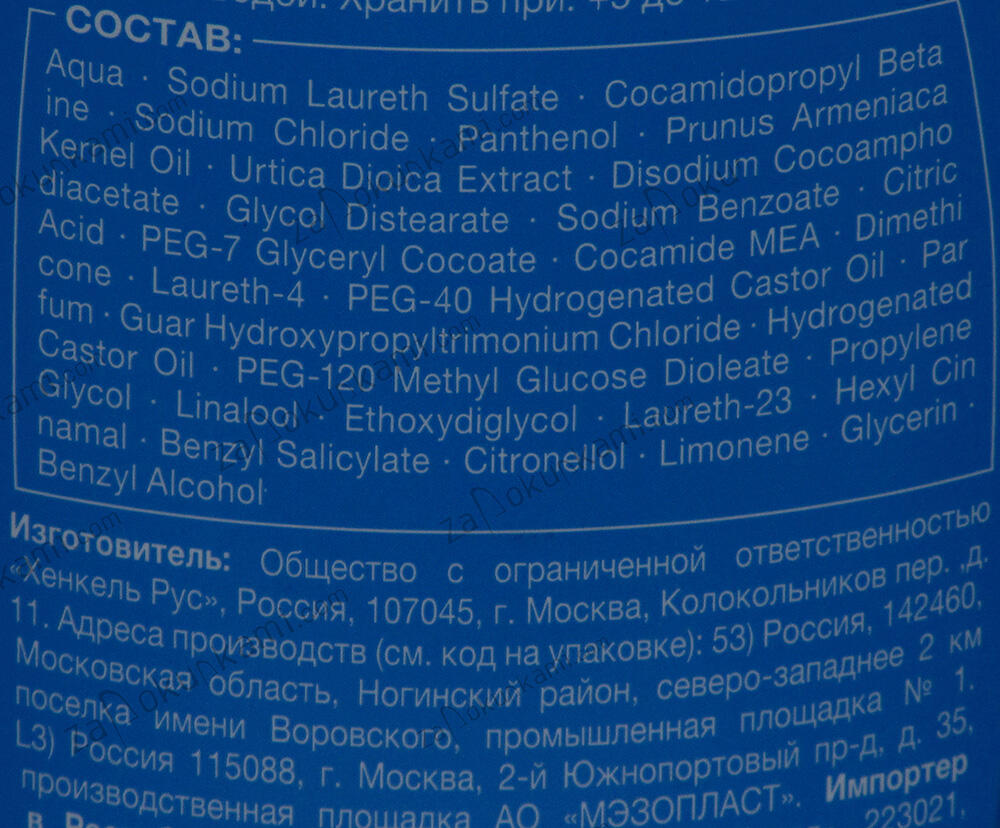 Хранить при: +5 до
СОСТАВ:
Aqua · Sodium Laureth Sulfate · Cocamidopropyl Beta
ine · Sodium Chloride · Panthenol · Prunus Armeniaca
Kernel Oil · Urtica Dioica Extract · Disodium Cocoampho
diacetate · Glycol Distearate · Sodium Benzoate · Citric
Acid · PEG-7 Glyceryl Cocoate · Cocamide MEA · Dimethi
cone · Laureth-4 · PEG-40 Hydrogenated Castor Oil · Par
fum · Guar Hydroxypropyltrimonium Chloride · Hydrogenated
Castor Oil · PEG-120 Methyl Glucose Dioleate · Propylene
Glycol · Linalool · Ethoxydiglycol · Laureth-23 · Hexyl Cin
namal · Benzyl Salicylate · Citronellol · Limonene · Glycerin ·
Benzyl Alcohol·
Изготовитель: Общество с ограниченной ответственностью
«Хенкель Рус», Россия, 107045, г. Москва, Колокольников пер. ,д.
11. Адреса производств (см. код на упаковке): 53) Россия, 142460,
Московская область, Ногинский район, северо-западнее 2 км
поселка имени Воровского, промышленная площадка № 1.
L3) Россия 115088, г. Москва, 2-й Южнопортовый пр-д, д. 35,
производственная площадка АО «МЭЗОПЛАСТ». Импортер
в 223021,